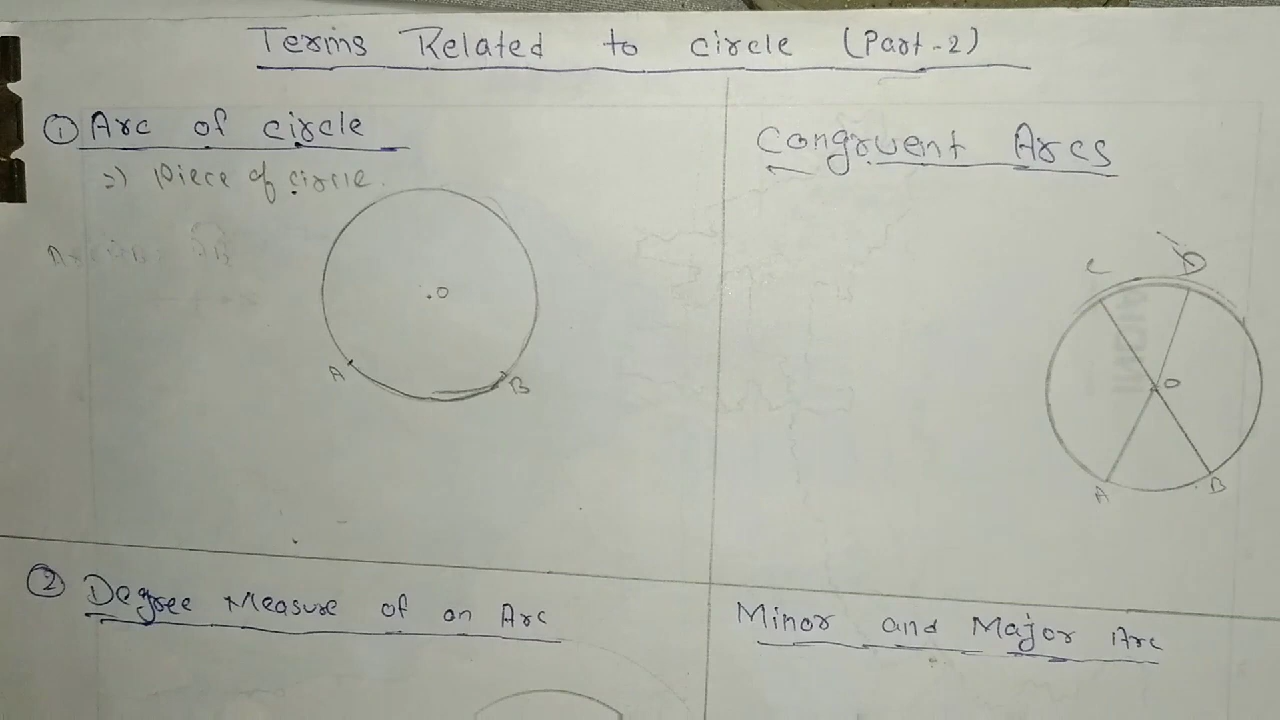 Terms Related to circle (Part-2)
① Arc of circle
=> Piece of circle.
O
A
B
Congruent Arcs
C
D
O
A
B
② Degree Measure of an Arc
Minor and Major Arc